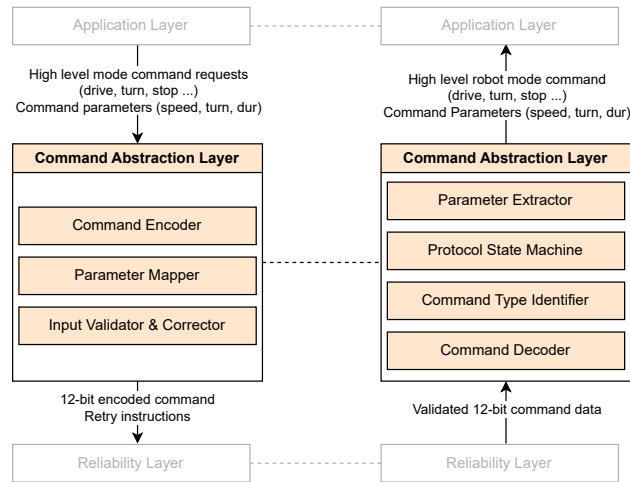 Application Layer
High level mode command requests
(drive, turn, stop ...)
Command parameters (speed, turn, dur)
Command Abstraction Layer
Command Encoder
Parameter Mapper
Input Validator & Corrector
12-bit encoded command
Retry instructions
Reliability Layer
Application Layer
High level robot mode command
(drive, turn, stop ...)
Command Parameters (speed, turn, dur)
Command Abstraction Layer
Parameter Extractor
Protocol State Machine
Command Type Identifier
Command Decoder
Validated 12-bit command data
Reliability Layer